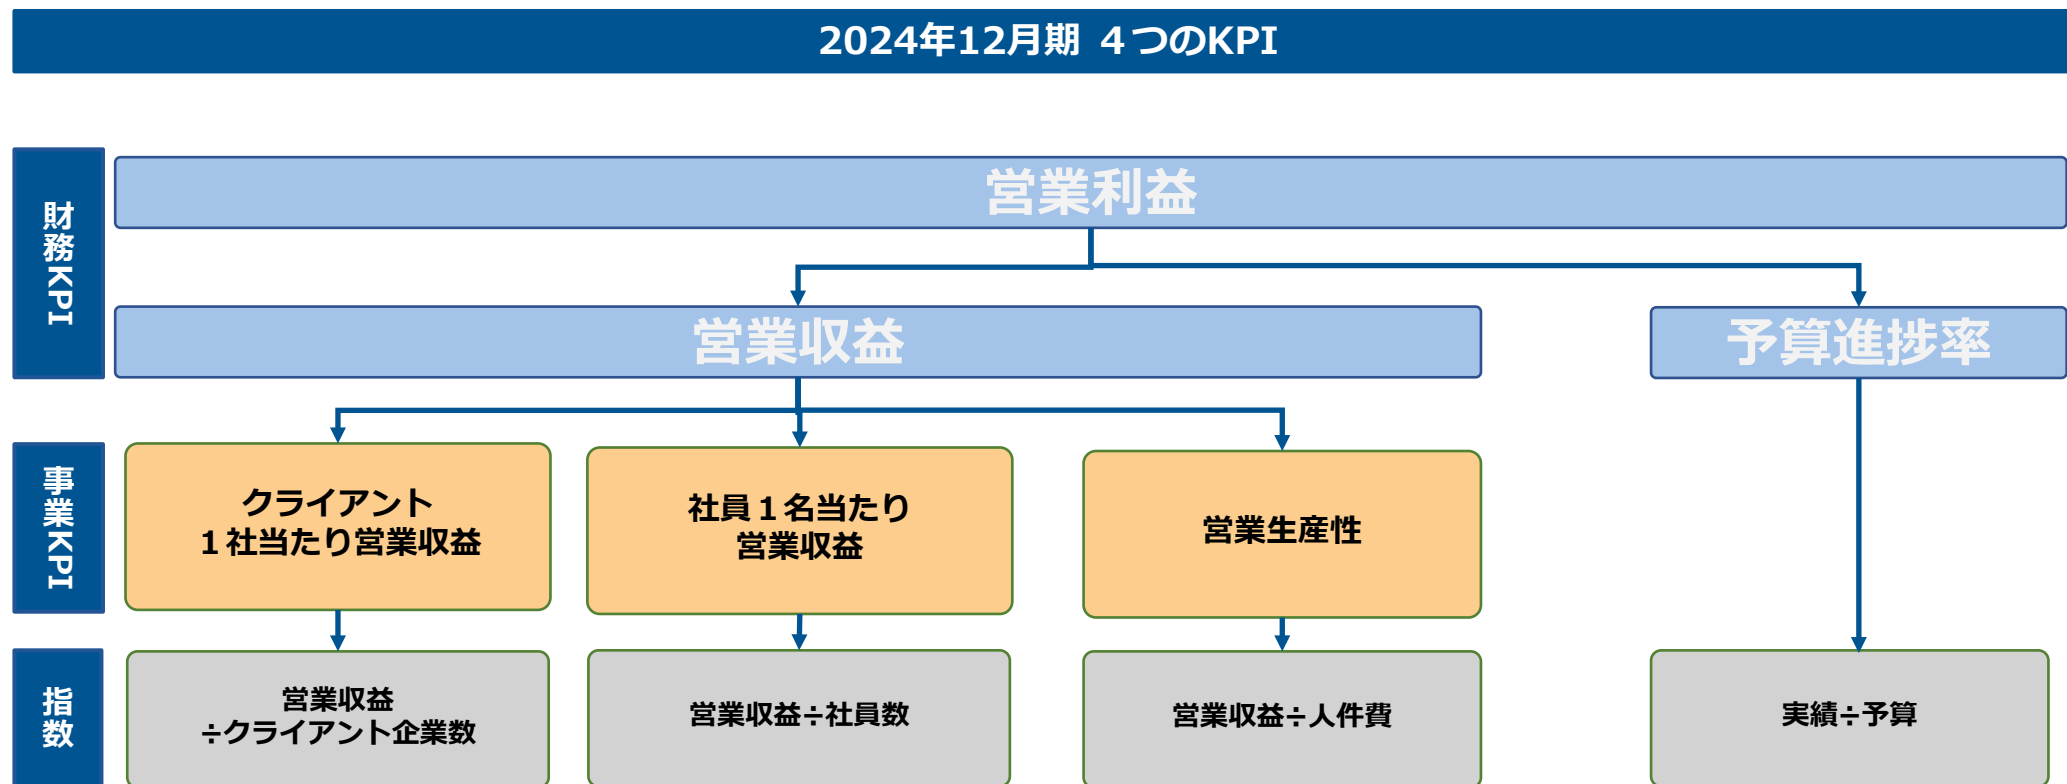 2024年12月期 ４つのKPI
財務KPI
営業利益
営業収益
予算進捗率
事業KPI
クライアント
１社当たり営業収益
社員１名当たり
営業収益
営業生産性
指数
営業収益
÷クライアント企業数
営業収益÷社員数
営業収益÷人件費
実績÷予算